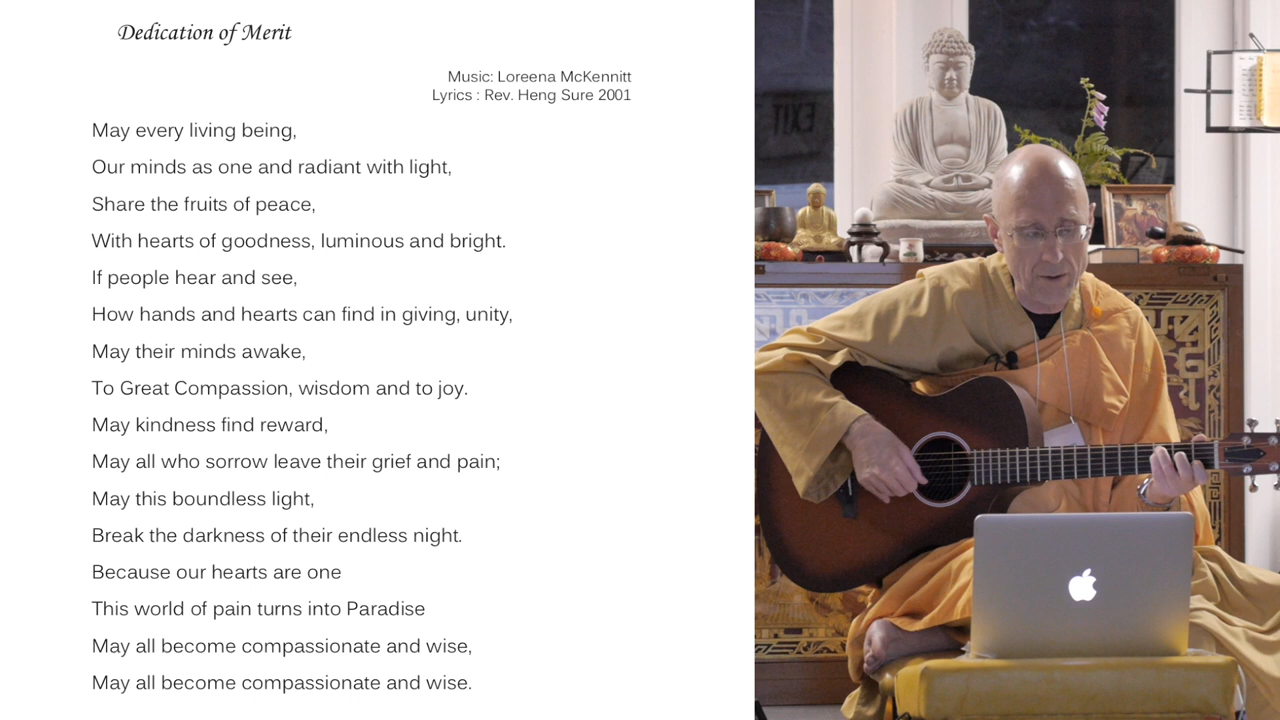 Dedication of Merit
Music: Loreena McKennitt
Lyrics : Rev. Heng Sure 2001
May every living being,
Our minds as one and radiant with light,
Share the fruits of peace,
With hearts of goodness, luminous and bright.
If people hear and see,
How hands and hearts can find in giving, unity,
May their minds awake,
To Great Compassion, wisdom and to joy.
May kindness find reward,
May all who sorrow leave their grief and pain;
May this boundless light,
Break the darkness of their endless night.
Because our hearts are one
This world of pain turns into Paradise
May all become compassionate and wise,
May all become compassionate and wise.
EXIT